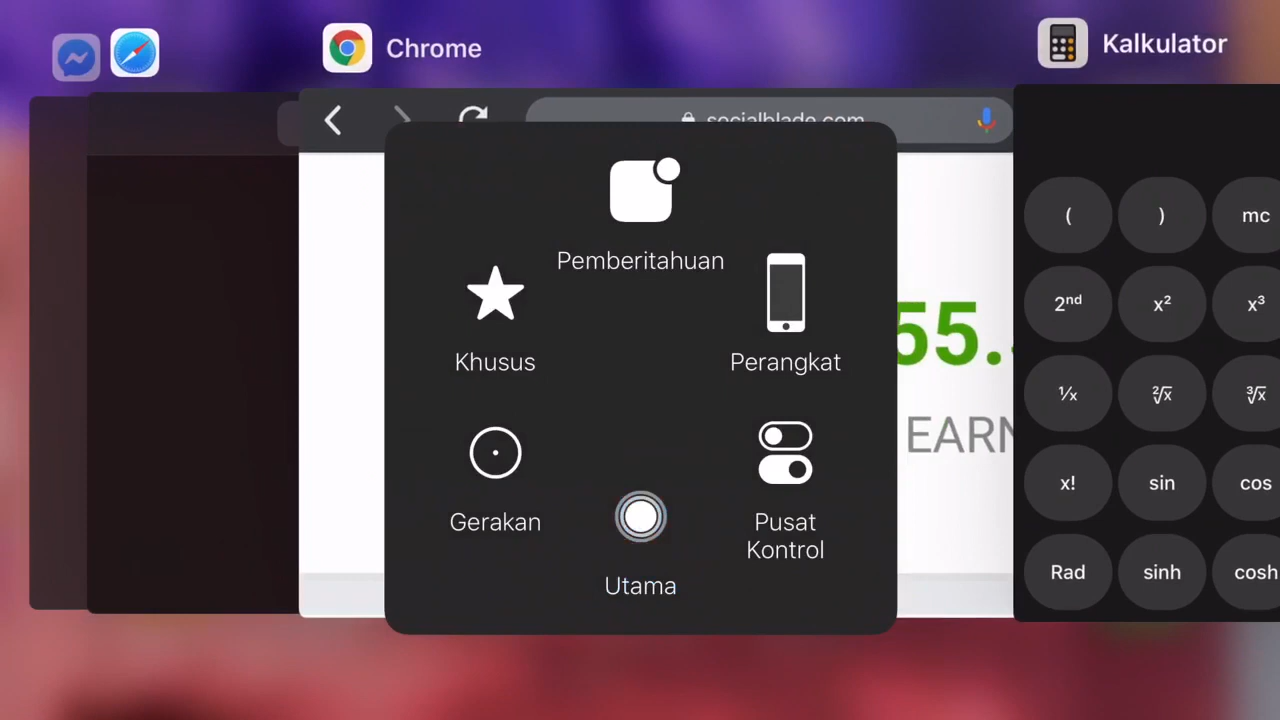 Chrome
Kalkulator
socialblade.com
Pemberitahuan
Khusus
Perangkat
Gerakan
Pusat
Kontrol
Utama
55.
EARN
( ) mc
2ⁿᵈ x² x³
¹⁄x ²√x ³√x
x! sin cos
Rad sinh cosh